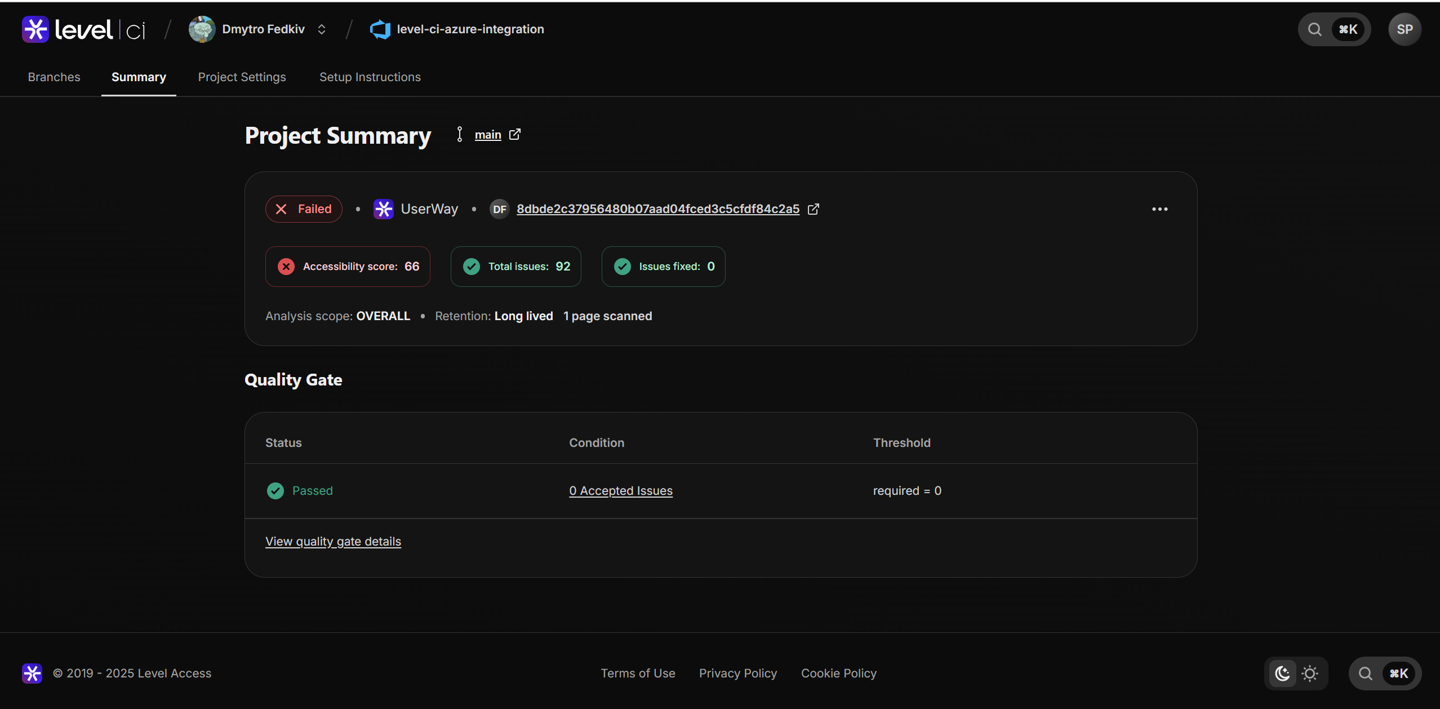 level ci / Dmytro Fedkiv / level-ci-azure-integration ⌘K SP
Branches Summary Project Settings Setup Instructions
Project Summary main
Failed • UserWay • DF 8dbde2c37956480b07aad04fced3c5cfdf84c2a5
Accessibility score: 66 Total issues: 92 Issues fixed: 0
Analysis scope: OVERALL • Retention: Long lived 1 page scanned
Quality Gate
Status Condition Threshold
Passed 0 Accepted Issues required = 0
View quality gate details
© 2019 - 2025 Level Access Terms of Use Privacy Policy Cookie Policy ⌘K